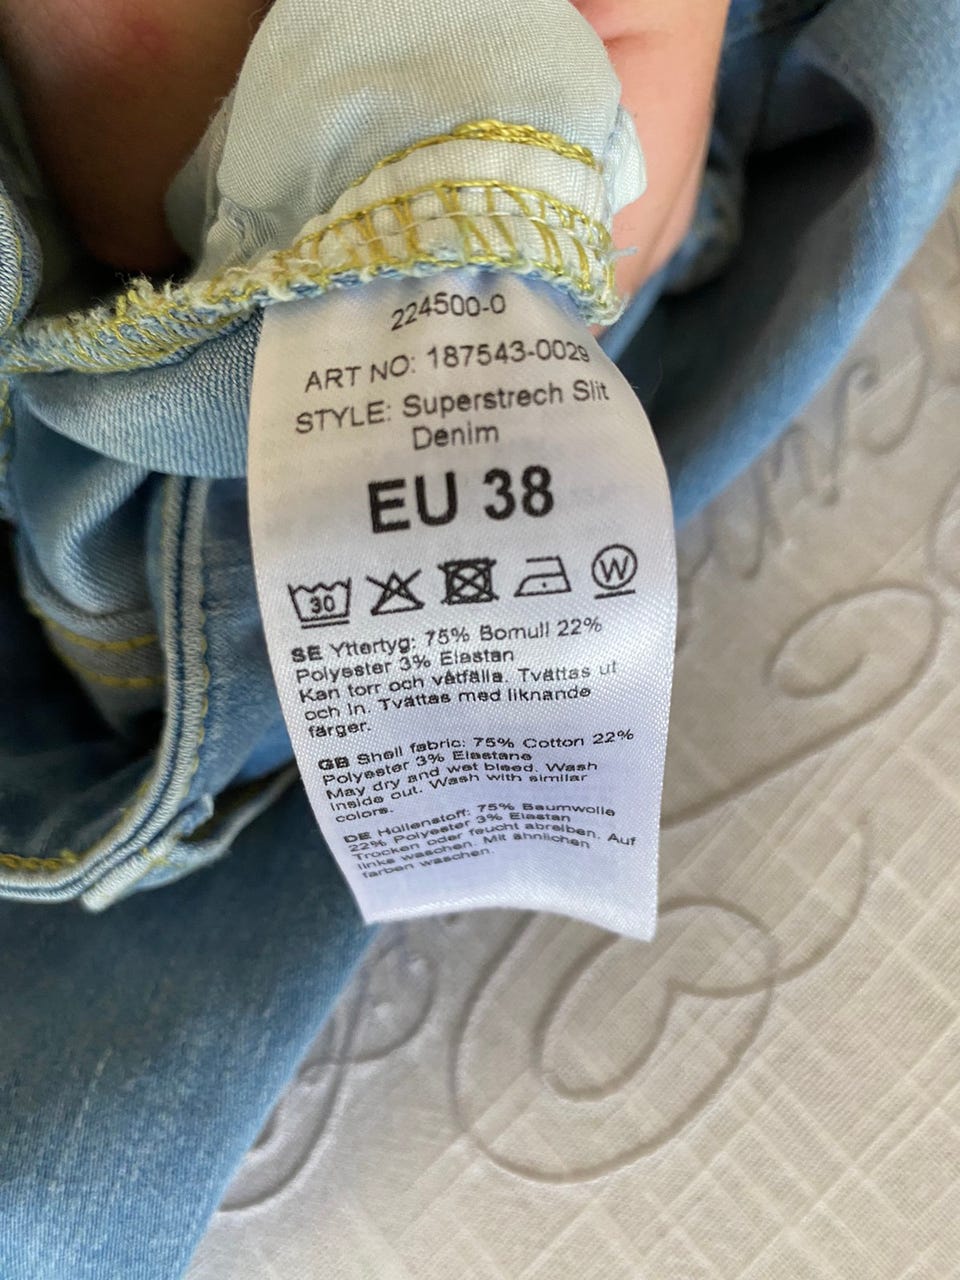 224500-0
ART NO: 187543-0029
STYLE: Superstrech Slit
Denim
EU 38
30
W
SE Yttertyg: 75% Bomull 22%
Polyester 3% Elastan
Kan torr och våtfälla. Tvättas ut
och In. Tvättas med liknande
färger.
GB Shell fabric: 75% Cotton 22%
Polyester 3% Elastane
May dry and wet bleed. Wash
inside out. Wash with similar
colors.
DE Hüllenstoff: 75% Baumwolle
22% Polyester 3% Elastan
Trocken oder feucht abreiben. Auf
links waschen. Mit ähnlichen
farben waschen.